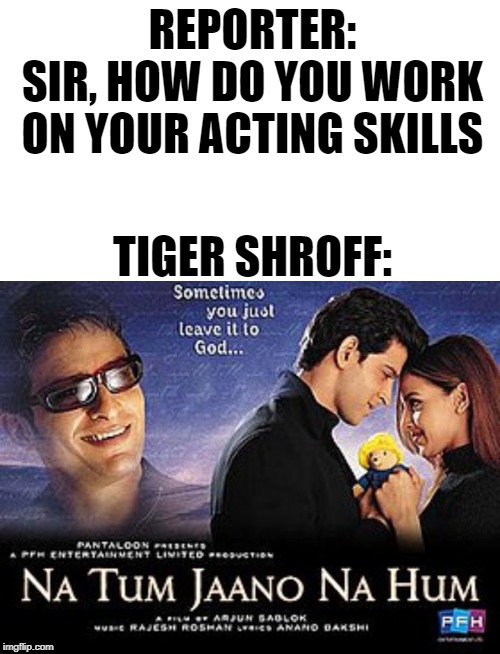 REPORTER:
SIR, HOW DO YOU WORK
ON YOUR ACTING SKILLS
TIGER SHROFF:
Sometimes
you just
leave it to
God...
PANTALOON PRESENTS
A PFH ENTERTAINMENT LIMITED PRODUCTION
NA TUM JAANO NA HUM
A FILM BY ARJUN SABLOK
MUSIC RAJESH ROSHAN LYRICS ANAND BAKSHI
PFH
imgflip.com